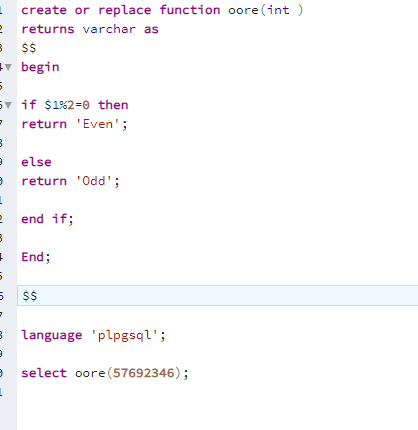 create or replace function oore(int )
returns varchar as
$$
begin
if $1%2=0 then
return 'Even';
else
return 'Odd';
end if;
End;
$$
language 'plpgsql';
select oore(57692346);